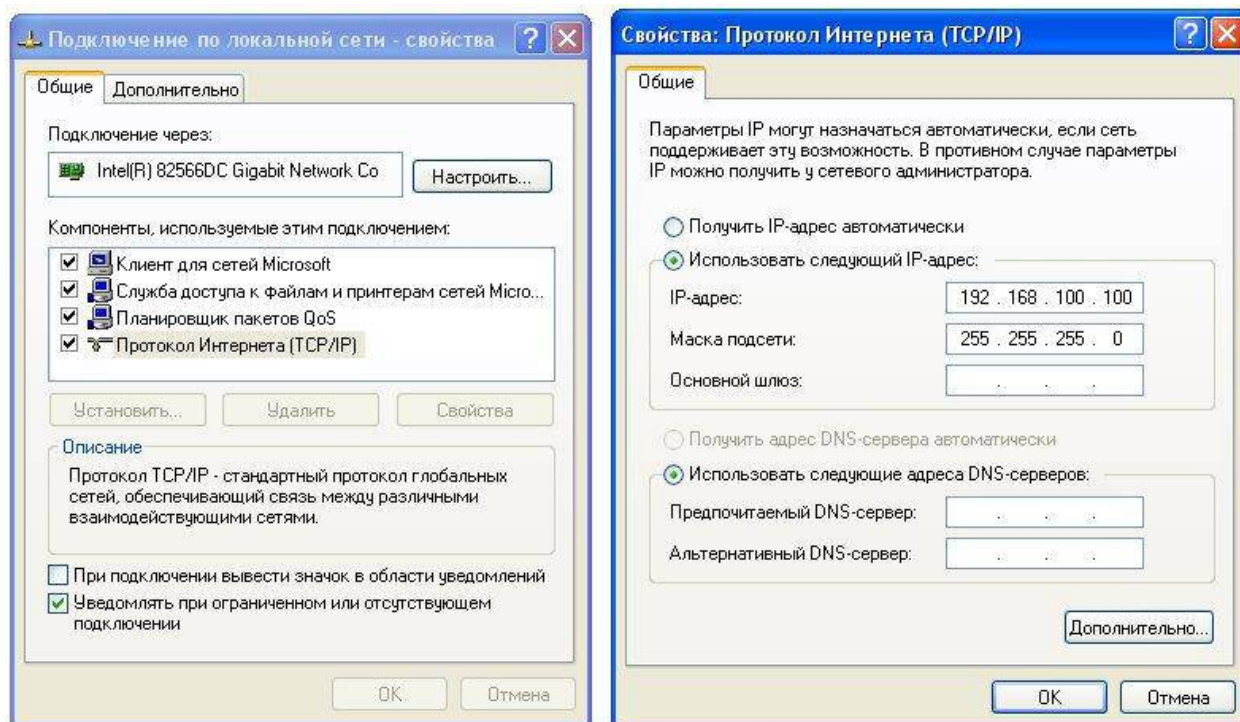 Подключение по локальной сети - свойства
Общие
Дополнительно
Подключение через:
Intel(R) 82566DC Gigabit Network Co
Настроить...
Компоненты, используемые этим подключением:
Клиент для сетей Microsoft
Служба доступа к файлам и принтерам сетей Micro...
Планировщик пакетов QoS
Протокол Интернета (TCP/IP)
Установить...
Удалить
Свойства
Описание
Протокол TCP/IP - стандартный протокол глобальных
сетей, обеспечивающий связь между различными
взаимодействующими сетями.
При подключении вывести значок в области уведомлений
Уведомлять при ограниченном или отсутствующем
подключении
OK
Отмена
Свойства: Протокол Интернета (TCP/IP)
Общие
Параметры IP могут назначаться автоматически, если сеть
поддерживает эту возможность. В противном случае параметры
IP можно получить у сетевого администратора.
Получить IP-адрес автоматически
Использовать следующий IP-адрес:
IP-адрес:
192 . 168 . 100 . 100
Маска подсети:
255 . 255 . 255 . 0
Основной шлюз:
. . .
Получить адрес DNS-сервера автоматически
Использовать следующие адреса DNS-серверов:
Предпочитаемый DNS-сервер:
. . .
Альтернативный DNS-сервер:
. . .
Дополнительно...
OK
Отмена